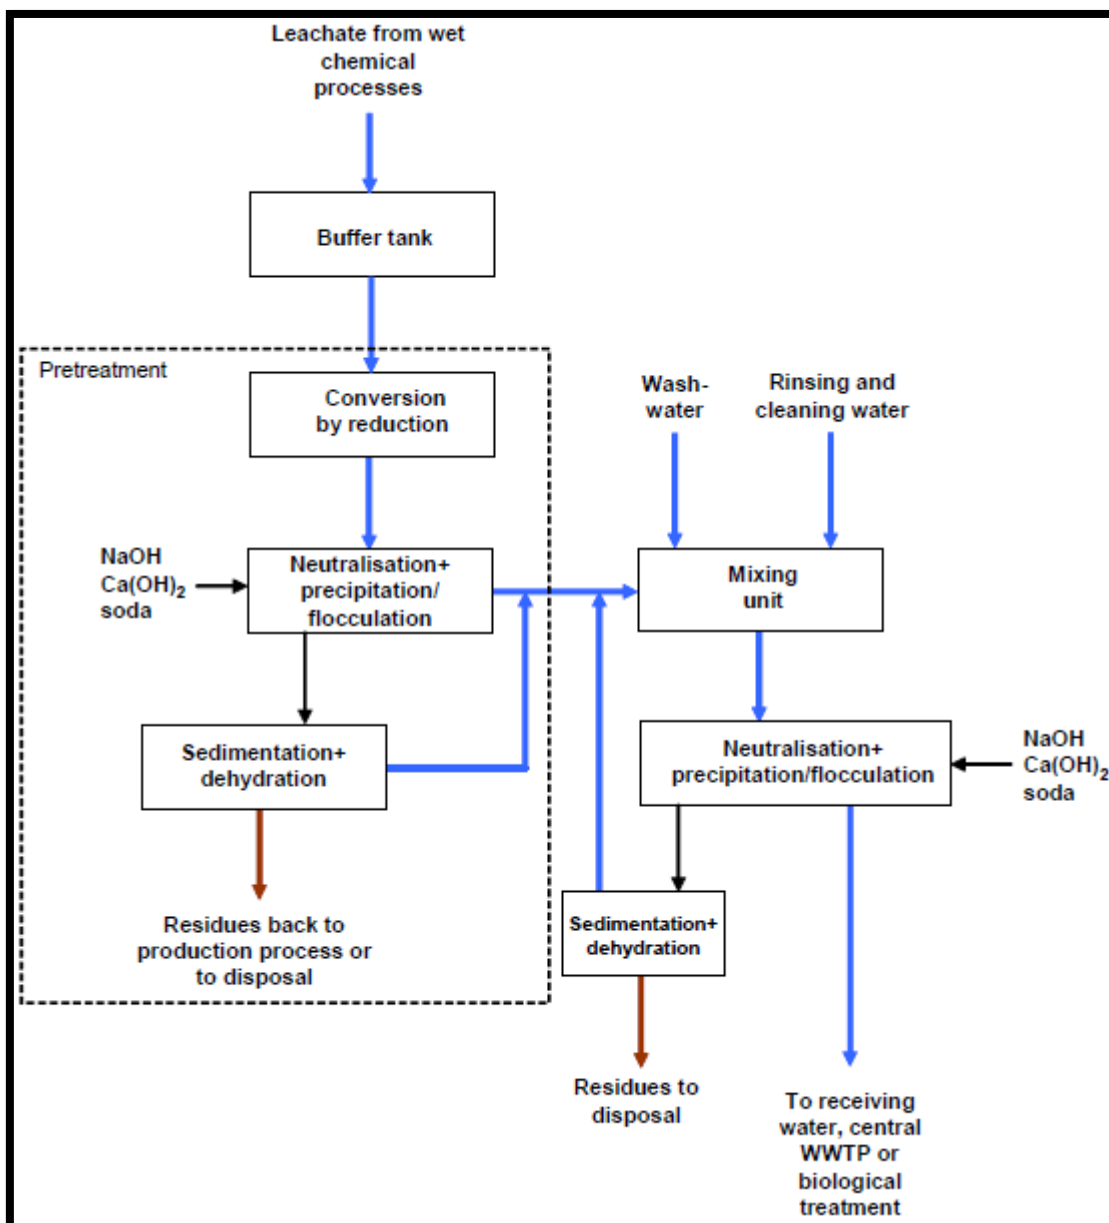 Leachate from wet
chemical
processes
Buffer tank
Pretreatment
Conversion
by reduction
Wash-
water
Rinsing and
cleaning water
NaOH
Ca(OH)₂
soda
Neutralisation+
precipitation/
flocculation
Mixing
unit
Sedimentation+
dehydration
Neutralisation+
precipitation/flocculation
NaOH
Ca(OH)₂
soda
Residues back to
production process or
to disposal
Sedimentation+
dehydration
Residues to
disposal
To receiving
water, central
WWTP or
biological
treatment